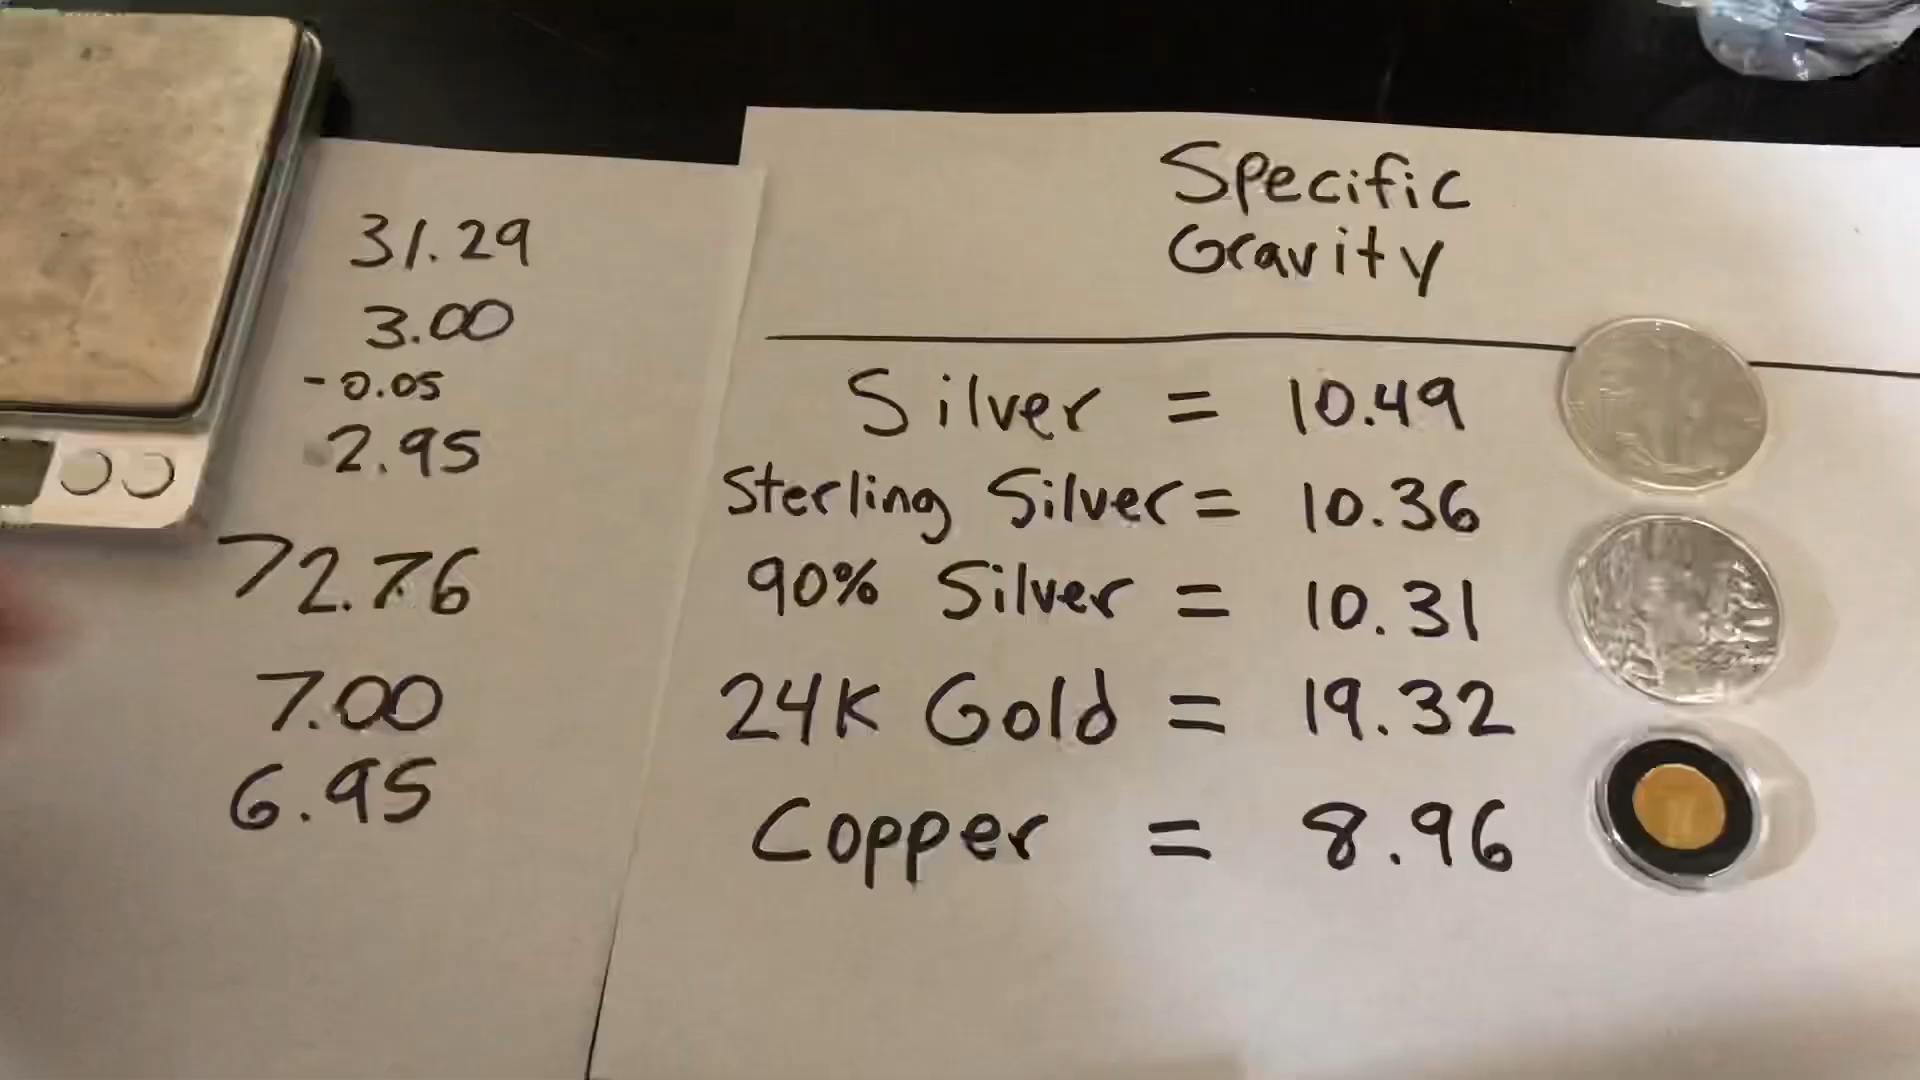 31.29
3.00
-0.05
2.95
72.76
7.00
6.95
Specific
Gravity
Silver = 10.49
Sterling Silver = 10.36
90% Silver = 10.31
24K Gold = 19.32
Copper = 8.96